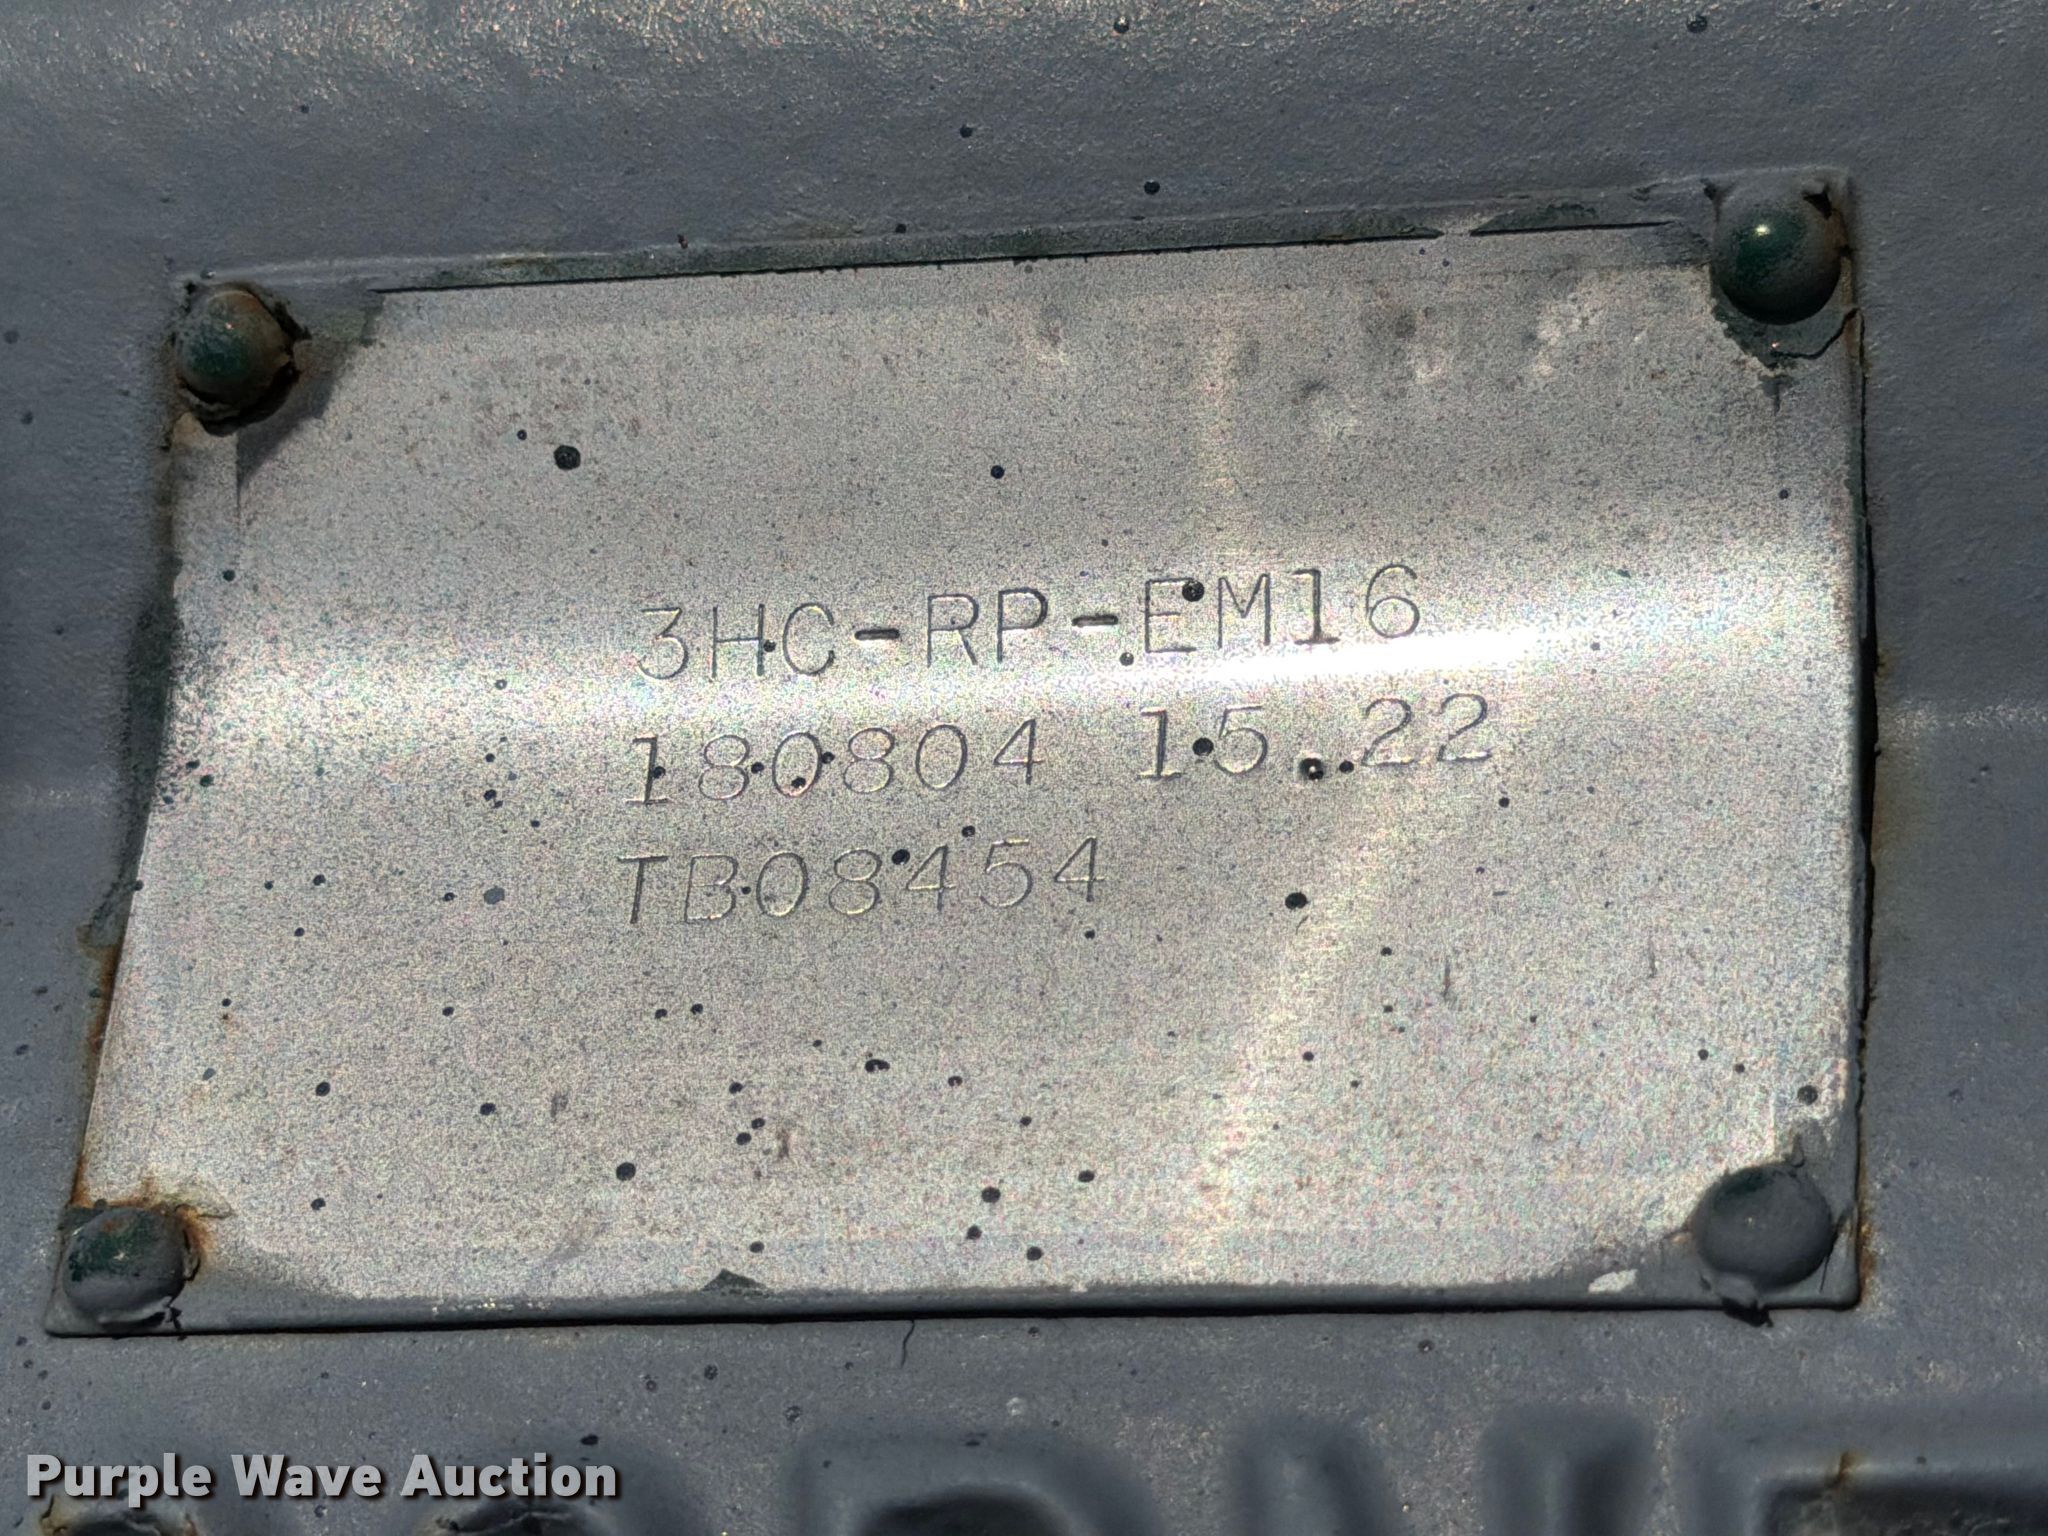 3HC-RP-EM16
180804 15.22
TB08454
Purple Wave Auction